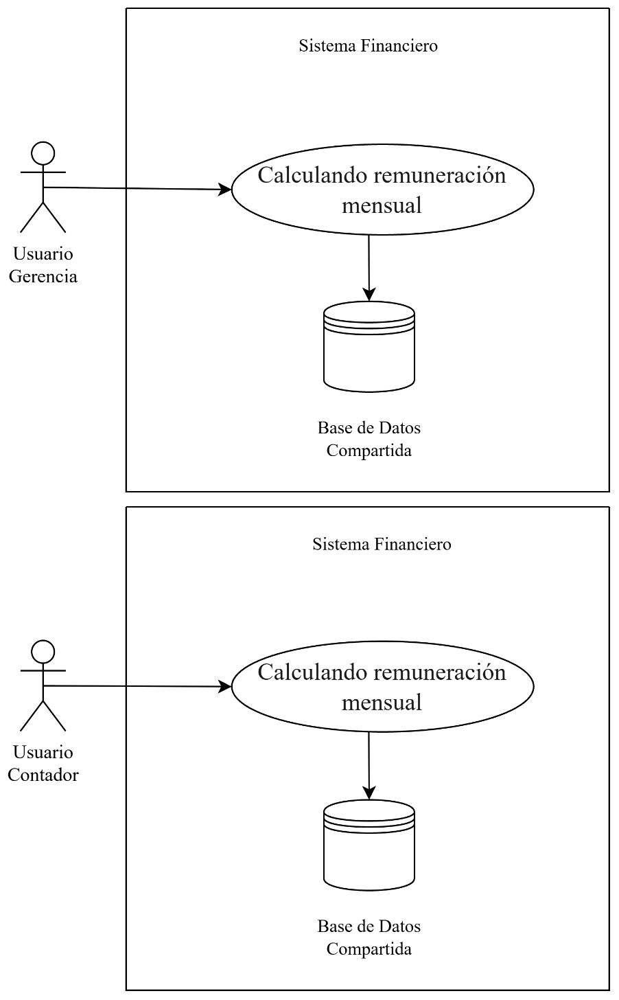 Sistema Financiero
Calculando remuneración
mensual
Usuario
Gerencia
Base de Datos
Compartida
Sistema Financiero
Calculando remuneración
mensual
Usuario
Contador
Base de Datos
Compartida